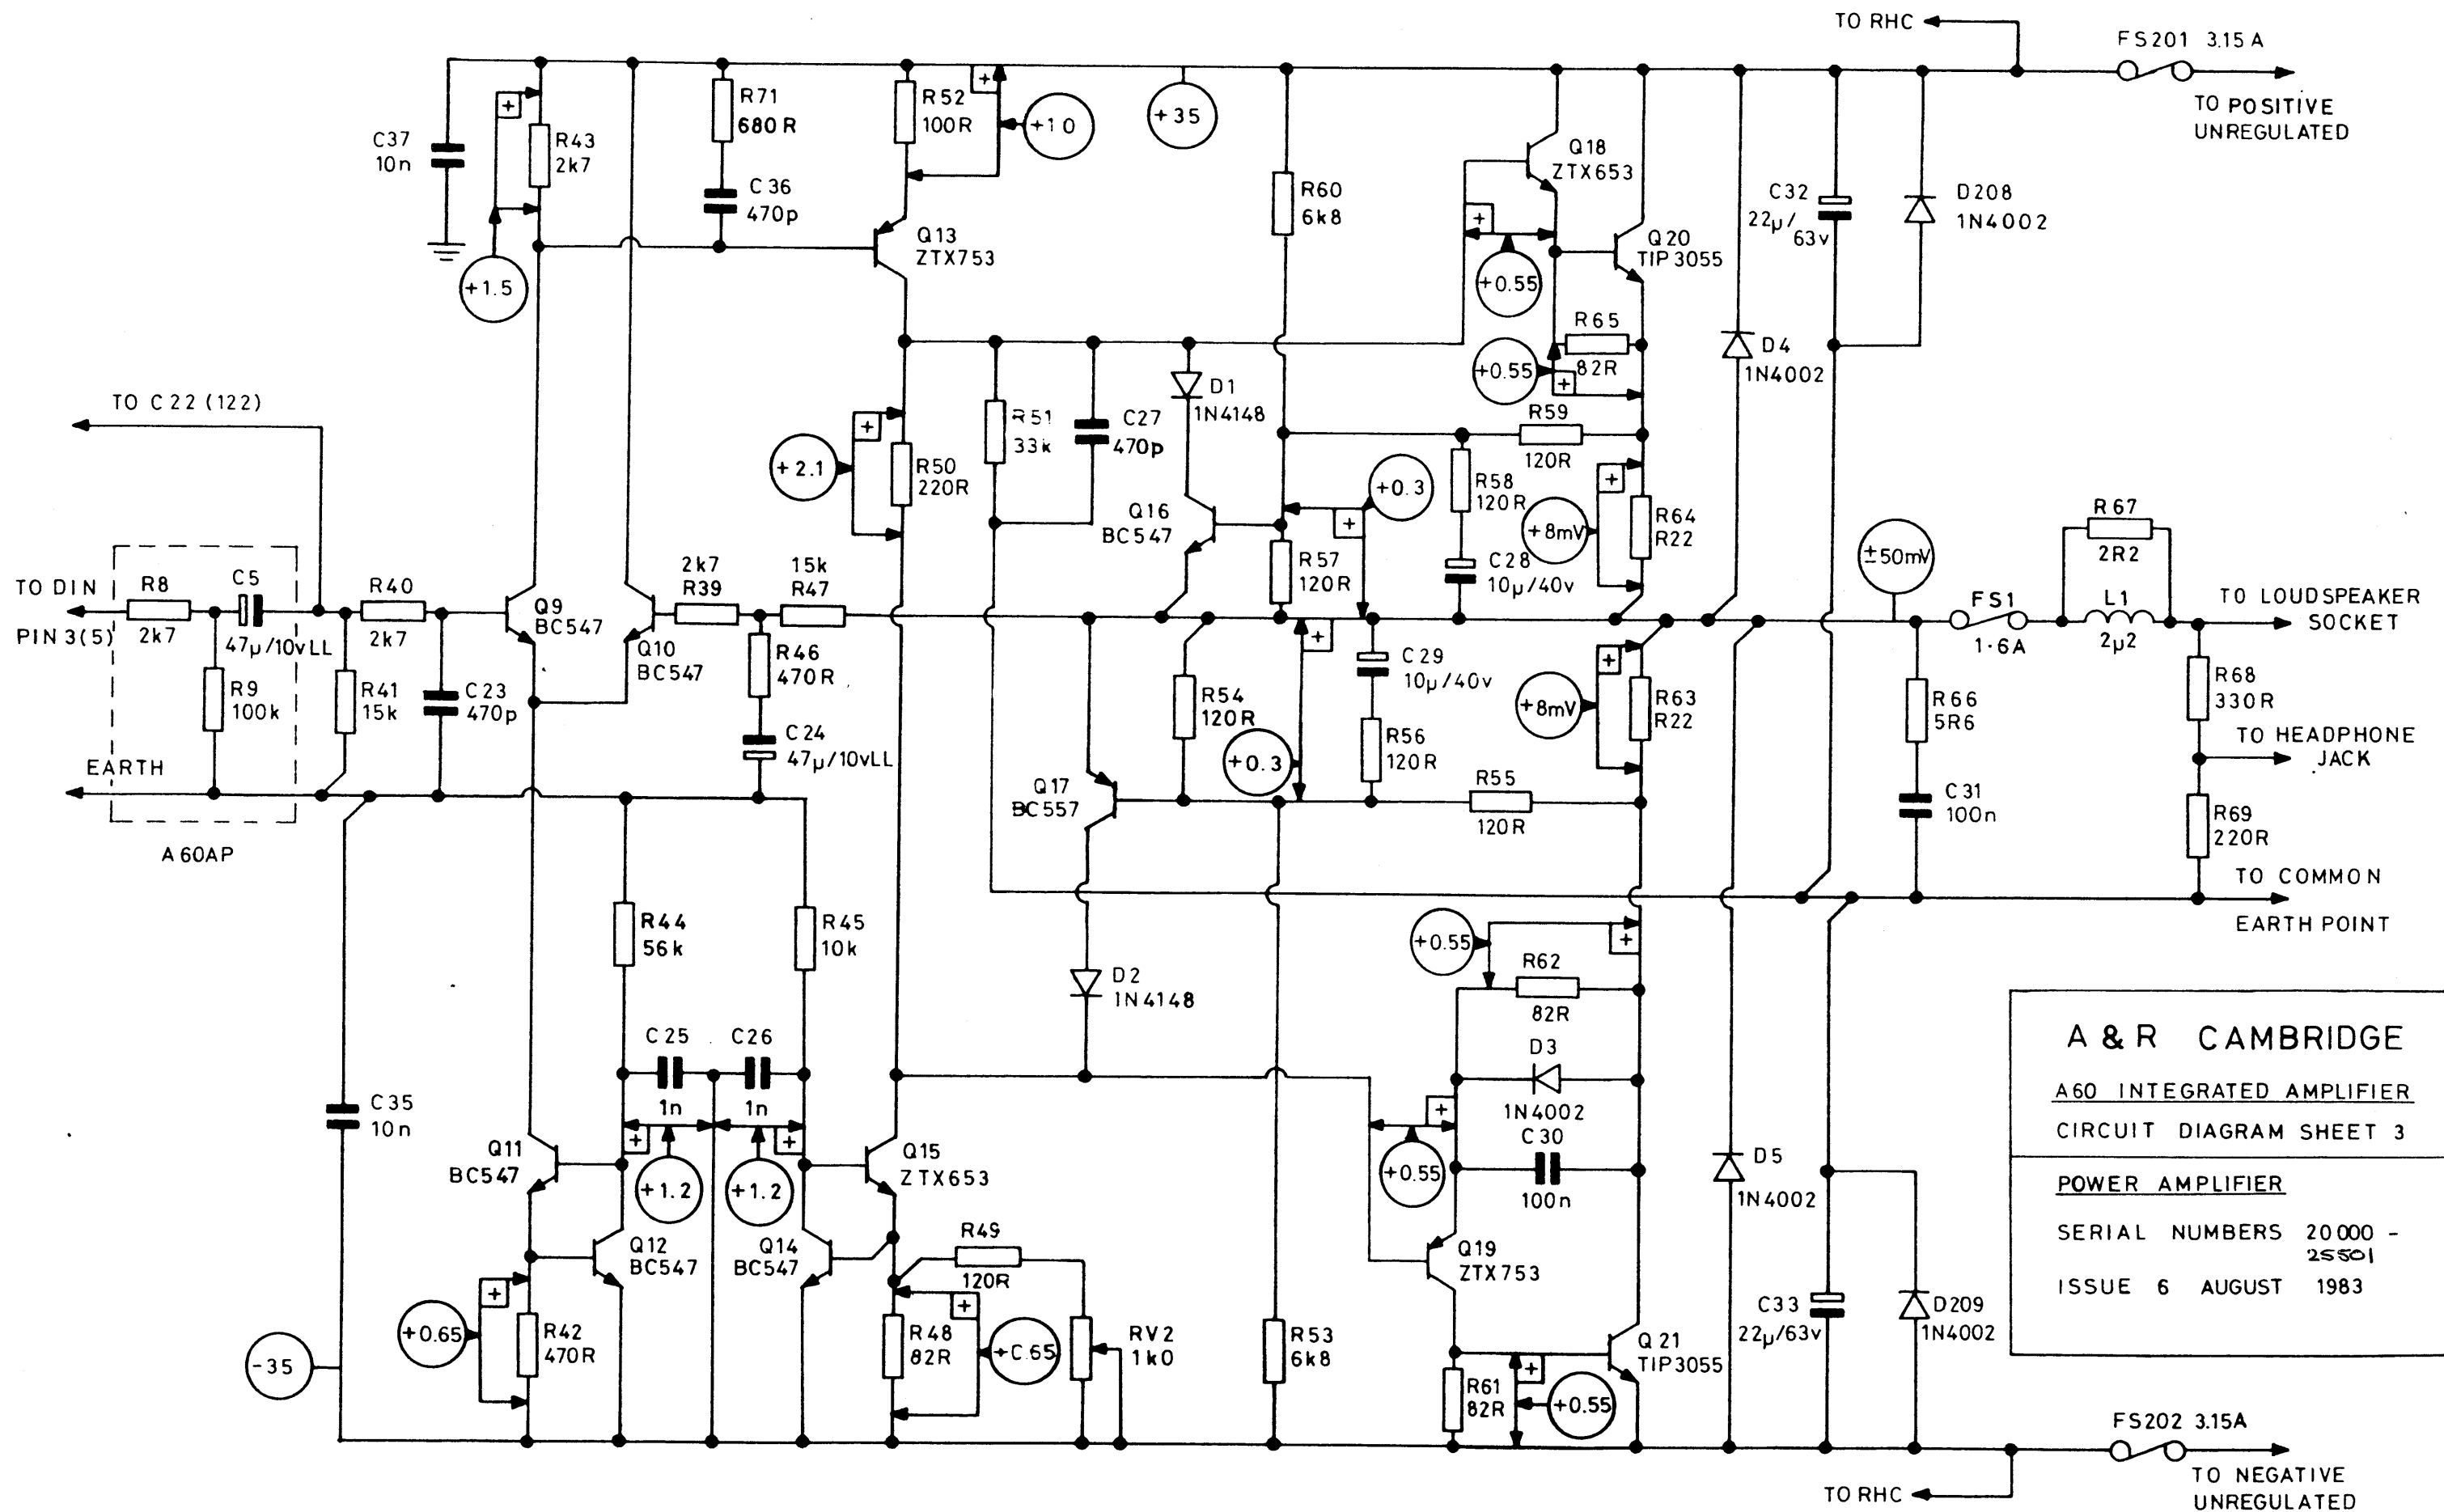 TO RHC
FS201 3.15 A
TO POSITIVE
UNREGULATED
C37
10n
R43
2k7
R71
680R
C36
470p
R52
100R
+10
+35
+1.5
Q13
ZTX753
R60
6k8
Q18
ZTX653
Q20
TIP3055
+0.55
C32
22µ/63v
D208
1N4002
R65
82R
+0.55
D4
1N4002
TO C22 (122)
D1
1N4148
R51
33k
C27
470p
+2.1
R50
220R
R59
120R
R58
120R
+0.3
+8mV
R64
R22
Q16
BC547
R57
120R
C28
10µ/40v
±50mV
R67
2R2
TO DIN
PIN 3(5)
R8
2k7
C5
47µ/10vLL
R40
2k7
Q9
BC547
2k7
R39
15k
R47
Q10
BC547
FS1
1·6A
L1
2µ2
TO LOUDSPEAKER
SOCKET
R9
100k
R41
15k
C23
470p
R46
470R
C24
47µ/10vLL
R54
120R
C29
10µ/40v
R56
120R
+0.3
+8mV
R63
R22
R66
5R6
C31
100n
R68
330R
TO HEADPHONE
JACK
EARTH
Q17
BC557
R55
120R
R69
220R
A60AP
TO COMMON
EARTH POINT
R44
56k
R45
10k
D2
1N4148
+0.55
R62
82R
D3
1N4002
C25
1n
C26
1n
C35
10n
Q11
BC547
+1.2
+1.2
Q15
ZTX653
+0.55
C30
100n
D5
1N4002
Q12
BC547
Q14
BC547
R49
120R
Q19
ZTX753
+0.65
R42
470R
-35
R48
82R
+0.65
RV2
1k0
R53
6k8
R61
82R
+0.55
Q21
TIP3055
C33
22µ/63v
D209
1N4002
FS202 3.15A
TO NEGATIVE
UNREGULATED
TO RHC
A & R CAMBRIDGE
A60 INTEGRATED AMPLIFIER
CIRCUIT DIAGRAM SHEET 3
POWER AMPLIFIER
SERIAL NUMBERS 20000 -
25501
ISSUE 6 AUGUST 1983